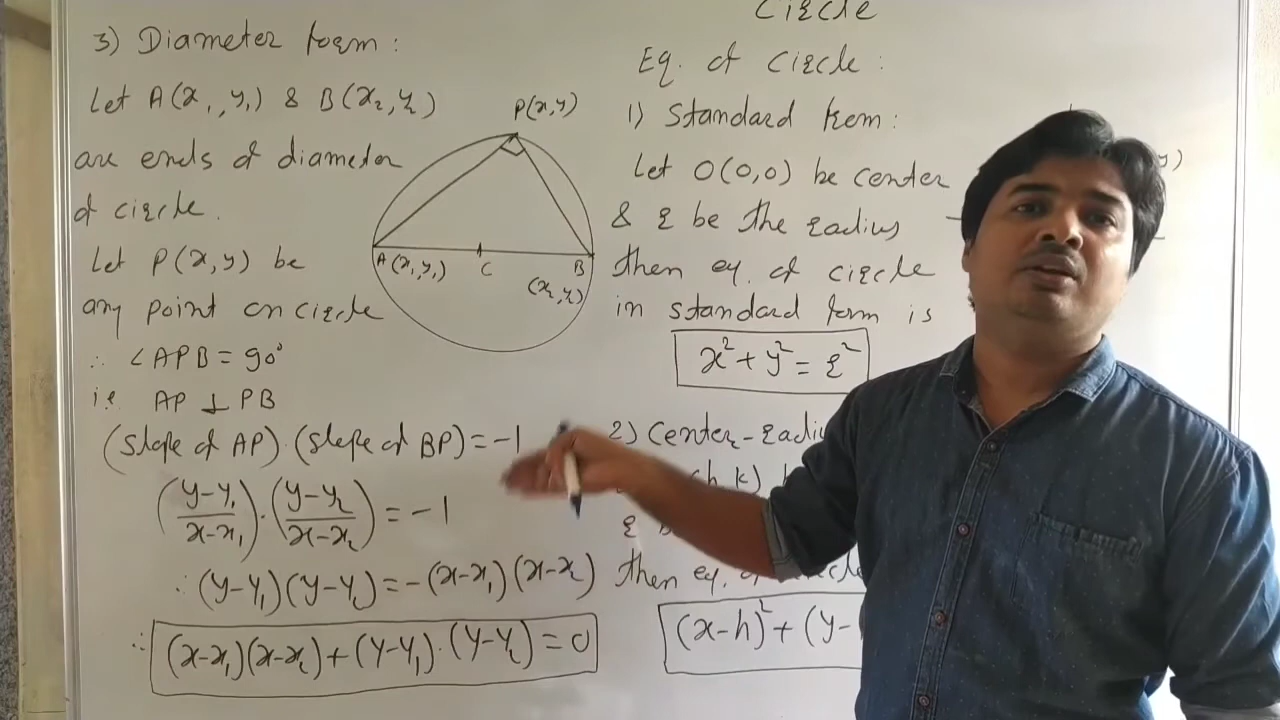 3) Diameter form:
Let A(x₁, y₁) & B(x₂, y₂)
are ends of diameter
of circle.
Let P(x, y) be
any point on circle
∴ ∠APB = 90°
i.e. AP ⊥ PB
(slope of AP)·(slope of BP) = -1
((y-y₁)/(x-x₁))·((y-y₂)/(x-x₂)) = -1
∴ (y-y₁)(y-y₂) = -(x-x₁)(x-x₂)
∴ (x-x₁)(x-x₂)+(y-y₁)·(y-y₂) = 0
P(x, y)
A(x₁, y₁)
C
B
(x₂, y₂)
Circle
Eq. of circle:
1) Standard form:
Let O(0,0) be center
& r be the radius
then eq. of circle
in standard form is
x² + y² = r²
2) Center-radiu
(h, k)
r
then eq. of
(x-h)² + (y-
y)